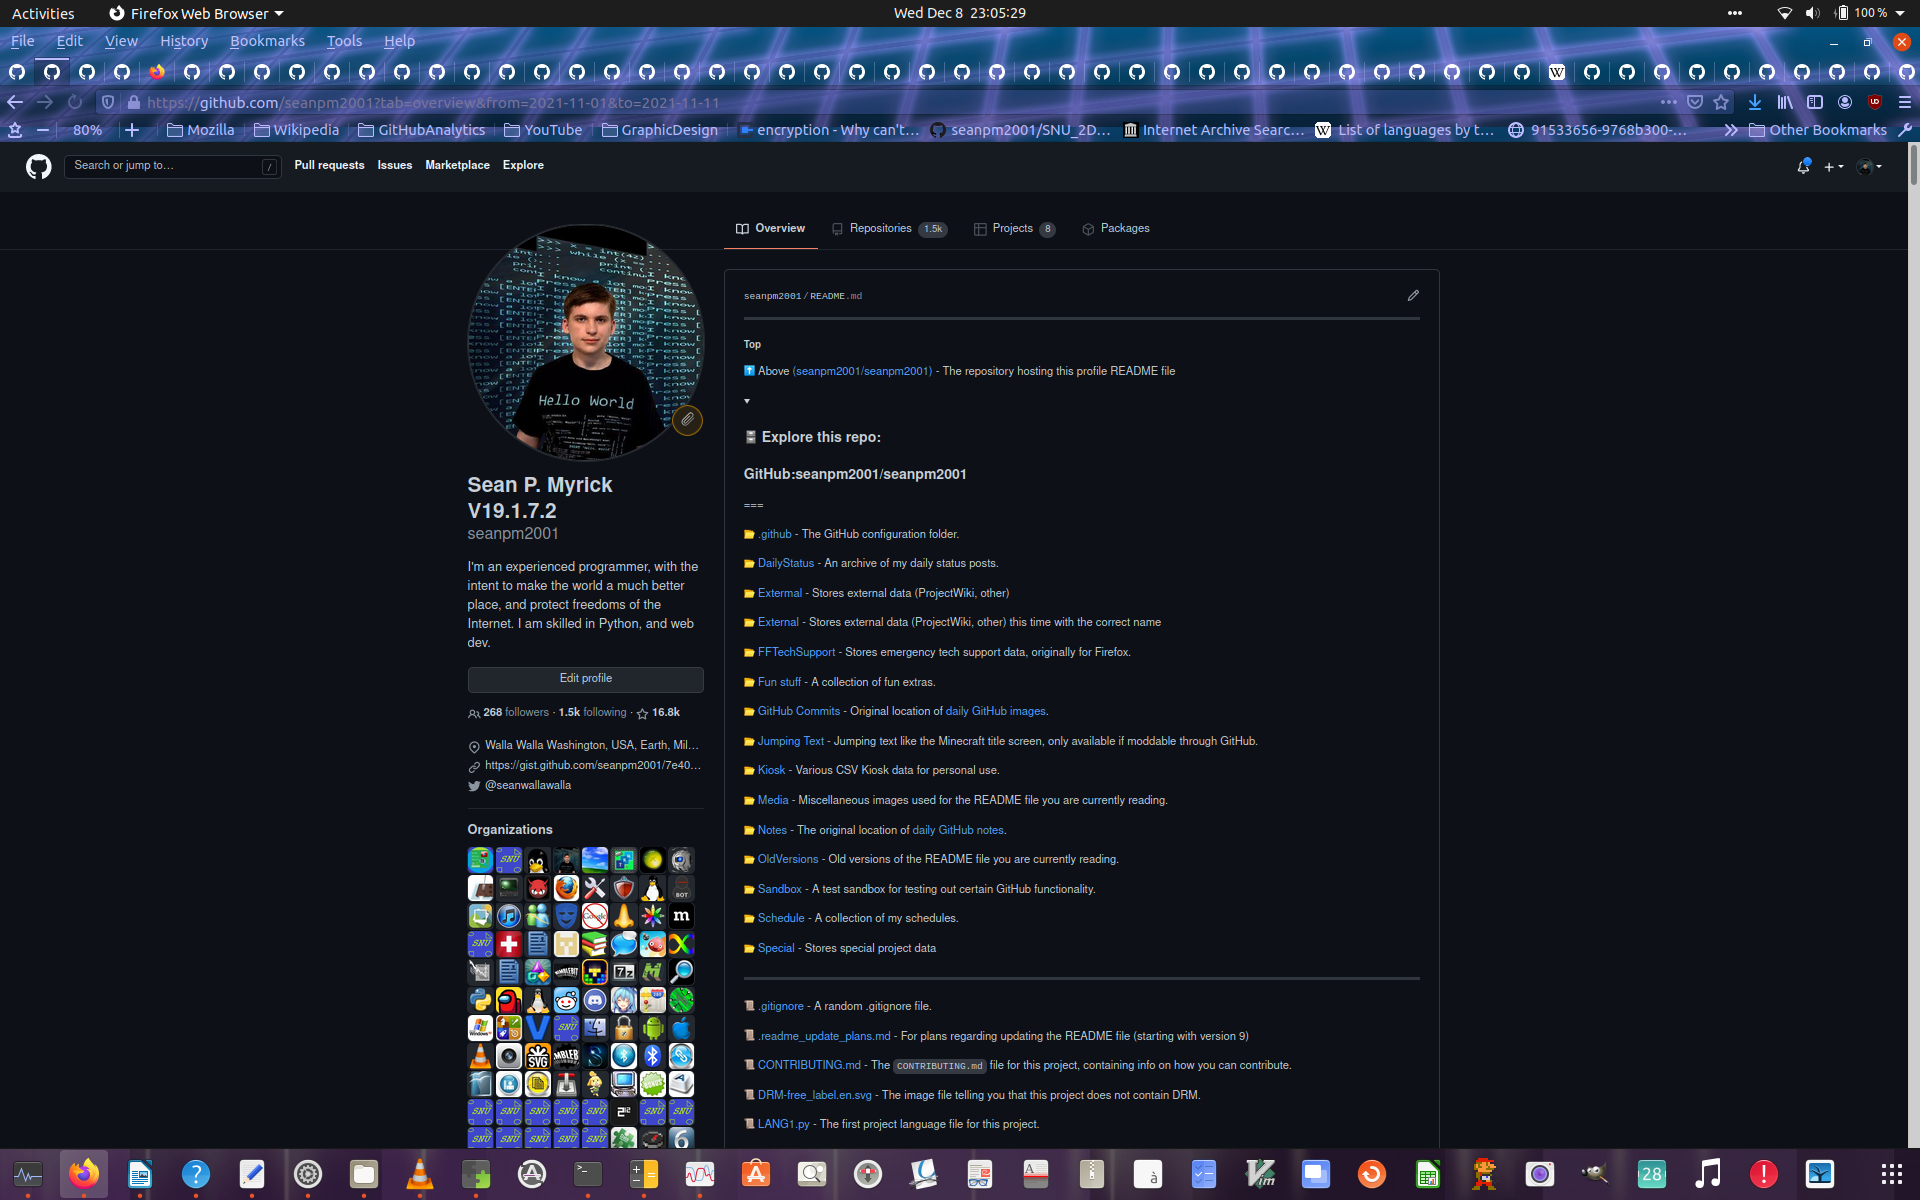 Activities
Firefox Web Browser
Wed Dec 8 23:05:29
100 %
File Edit View History Bookmarks Tools Help
https://github.com/seanpm2001?tab=overview&from=2021-11-01&to=2021-11-11
80%
Mozilla
Wikipedia
GitHubAnalytics
YouTube
GraphicDesign
encryption - Why can't…
seanpm2001/SNU_2D…
Internet Archive Searc…
List of languages by t…
91533656-9768b300-…
Other Bookmarks
Search or jump to…
/
Pull requests
Issues
Marketplace
Explore
Overview
Repositories 1.5k
Projects 8
Packages
Hello World
Sean P. Myrick
V19.1.7.2
seanpm2001
I'm an experienced programmer, with the
intent to make the world a much better
place, and protect freedoms of the
Internet. I am skilled in Python, and web
dev.
Edit profile
268 followers · 1.5k following · 16.8k
Walla Walla Washington, USA, Earth, Mil…
https://gist.github.com/seanpm2001/7e40…
@seanwallawalla
Organizations
seanpm2001/README.md
Top
Above (seanpm2001/seanpm2001) - The repository hosting this profile README file
Explore this repo:
GitHub:seanpm2001/seanpm2001
===
.github - The GitHub configuration folder.
DailyStatus - An archive of my daily status posts.
Extermal - Stores external data (ProjectWiki, other)
External - Stores external data (ProjectWiki, other) this time with the correct name
FFTechSupport - Stores emergency tech support data, originally for Firefox.
Fun stuff - A collection of fun extras.
GitHub Commits - Original location of daily GitHub images.
Jumping Text - Jumping text like the Minecraft title screen, only available if moddable through GitHub.
Kiosk - Various CSV Kiosk data for personal use.
Media - Miscellaneous images used for the README file you are currently reading.
Notes - The original location of daily GitHub notes.
OldVersions - Old versions of the README file you are currently reading.
Sandbox - A test sandbox for testing out certain GitHub functionality.
Schedule - A collection of my schedules.
Special - Stores special project data
.gitignore - A random .gitignore file.
.readme_update_plans.md - For plans regarding updating the README file (starting with version 9)
CONTRIBUTING.md - The CONTRIBUTING.md file for this project, containing info on how you can contribute.
DRM-free_label.en.svg - The image file telling you that this project does not contain DRM.
LANG1.py - The first project language file for this project.
28